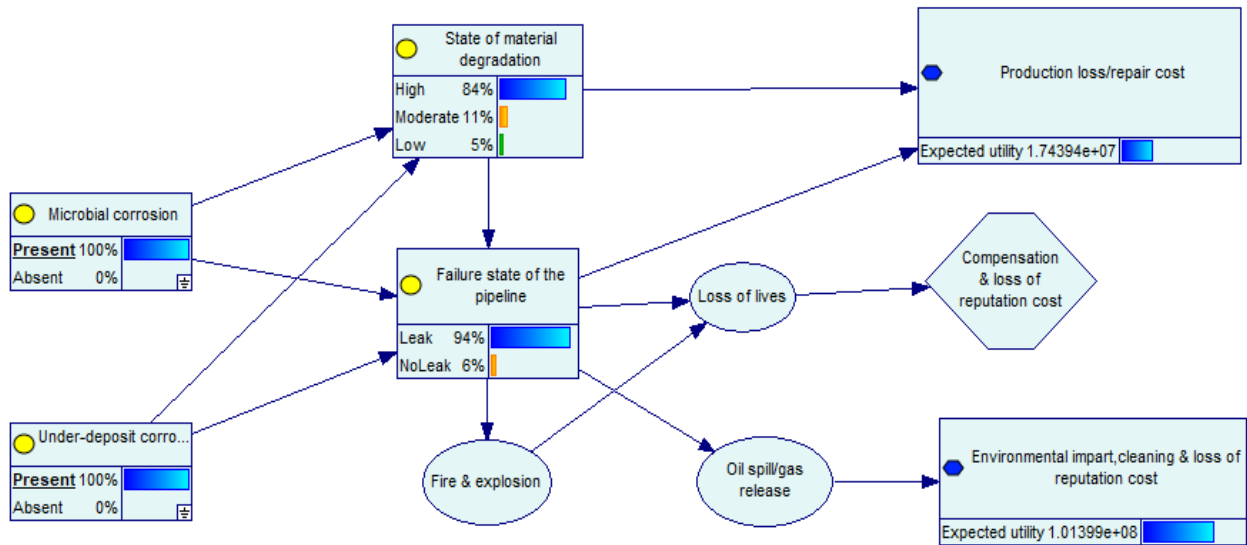 State of material
degradation
High 84%
Moderate 11%
Low 5%
Production loss/repair cost
Expected utility 1.74394e+07
Microbial corrosion
Present 100%
Absent 0%
Failure state of the
pipeline
Leak 94%
NoLeak 6%
Loss of lives
Compensation
& loss of
reputation cost
Under-deposit corro...
Present 100%
Absent 0%
Fire & explosion
Oil spill/gas
release
Environmental impart,cleaning & loss of
reputation cost
Expected utility 1.01399e+08